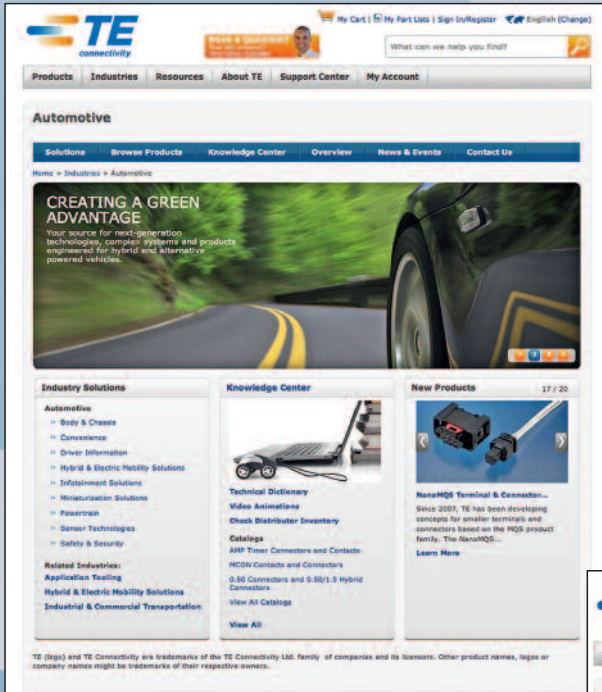 My Cart | My Part Lists | Sign In/Register English (Change)
TE
connectivity
Have a Question?
What can we help you find?
Products Industries Resources About TE Support Center My Account
Automotive
Solutions Browse Products Knowledge Center Overview News & Events Contact Us
Home > Industries > Automotive
CREATING A GREEN
ADVANTAGE
Your source for next-generation
technologies, complex systems and products
engineered for hybrid and alternative
powered vehicles.
2
Industry Solutions
Automotive
» Body & Chassis
» Convenience
» Driver Information
» Hybrid & Electric Mobility Solutions
» Infotainment Solutions
» Miniaturization Solutions
» Powertrain
» Sensor Technologies
» Safety & Security
Related Industries:
Application Tooling
Hybrid & Electric Mobility Solutions
Industrial & Commercial Transportation
Knowledge Center
Technical Dictionary
Video Animations
Check Distributor Inventory
Catalogs
AMP Timer Connectors and Contacts
MCON Contacts and Connectors
0.50 Connectors and 0.50/1.5 Hybrid
Connectors
View All Catalogs
View All
New Products 17 / 20
NanoMQS Terminal & Connector...
Since 2007, TE has been developing
concepts for smaller terminals and
connectors based on the MQS product
family. The NanoMQS...
Learn More
TE (logo) and TE Connectivity are trademarks of the TE Connectivity Ltd. family of companies and its licensors. Other product names, logos or
company names might be trademarks of their respective owners.